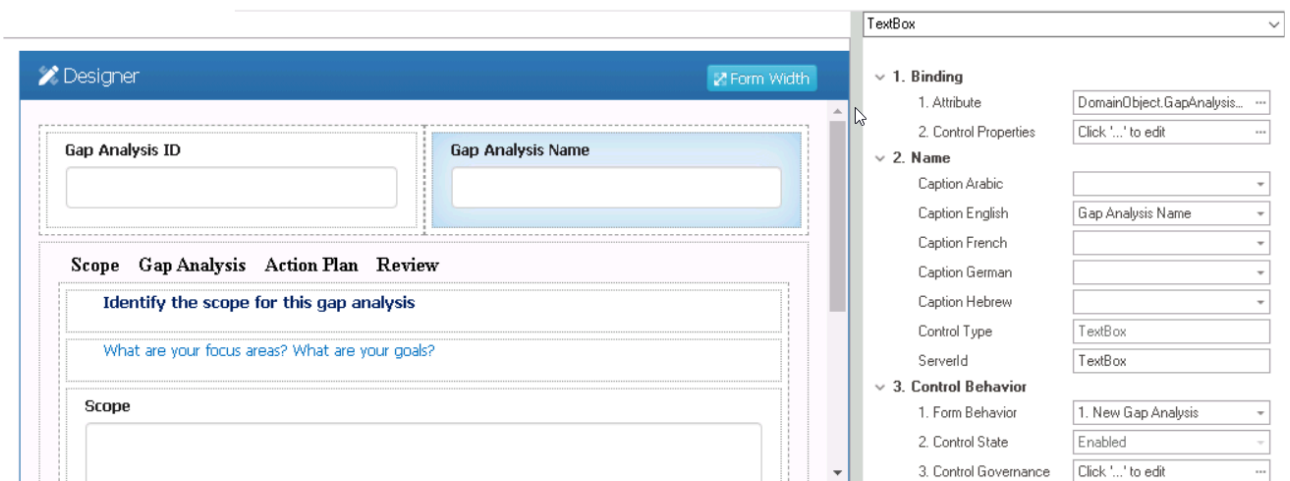 TextBox
Designer
Form Width
Gap Analysis ID
Gap Analysis Name
Scope Gap Analysis Action Plan Review
Identify the scope for this gap analysis
What are your focus areas? What are your goals?
Scope
1. Binding
1. Attribute DomainObject.GapAnalysis... ...
2. Control Properties Click '...' to edit ...
2. Name
Caption Arabic
Caption English Gap Analysis Name
Caption French
Caption German
Caption Hebrew
Control Type TextBox
ServerId TextBox
3. Control Behavior
1. Form Behavior 1. New Gap Analysis
2. Control State Enabled
3. Control Governance Click '...' to edit ...